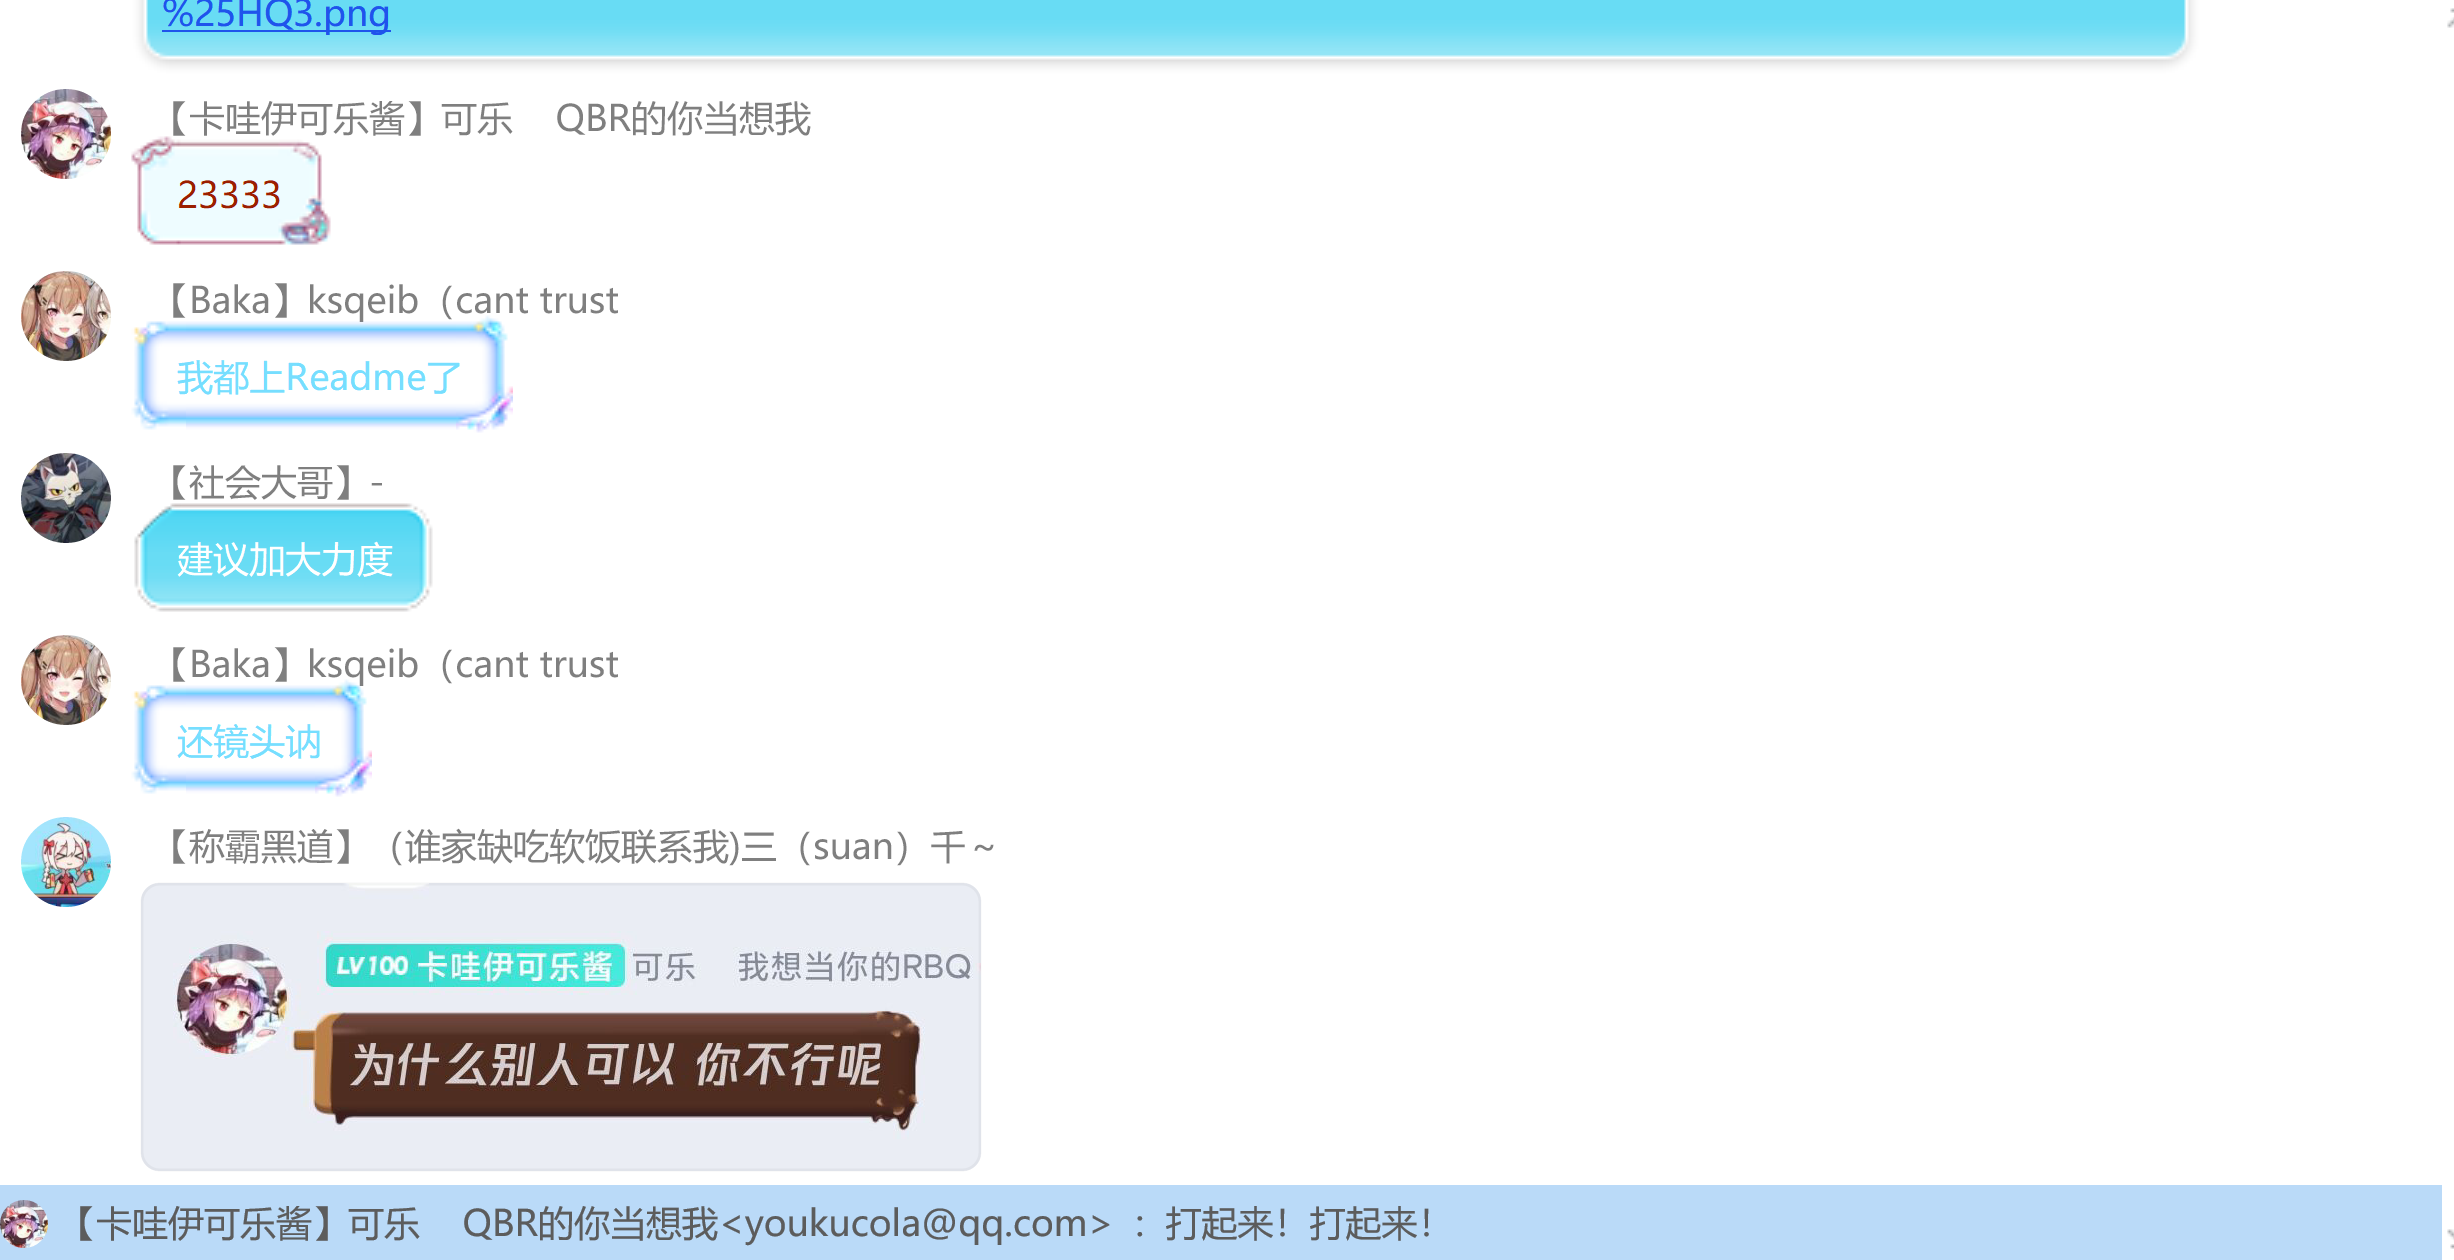 %25HQ3.png
【卡哇伊可乐酱】可乐 QBR的你当想我
23333
【Baka】ksqeib（cant trust
我都上Readme了
【社会大哥】-
建议加大力度
【Baka】ksqeib（cant trust
还镜头讷
【称霸黑道】（谁家缺吃软饭联系我)三（suan）千～
LV100 卡哇伊可乐酱 可乐 我想当你的RBQ
为什么别人可以 你不行呢
【卡哇伊可乐酱】可乐 QBR的你当想我<youkucola@qq.com> ：打起来！打起来！